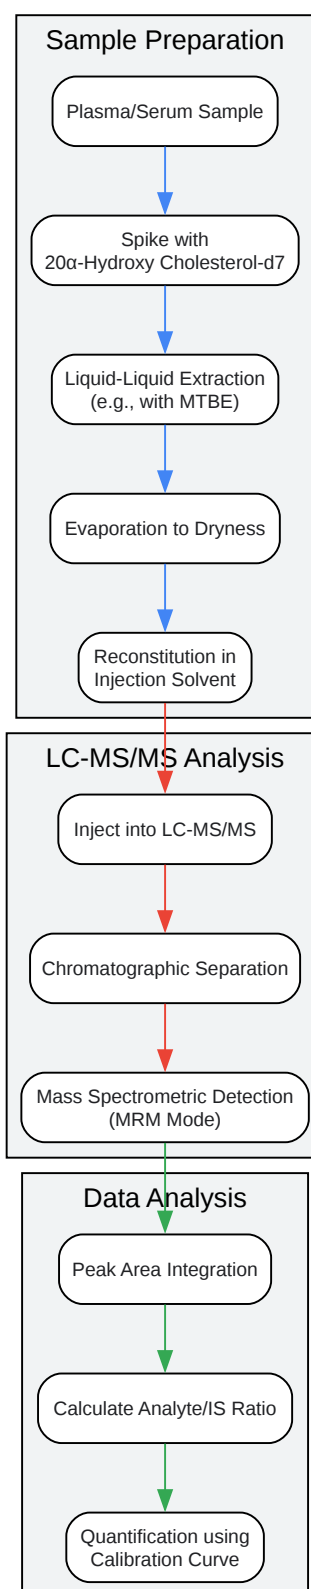 Sample Preparation
Plasma/Serum Sample
Spike with
20α-Hydroxy Cholesterol-d7
Liquid-Liquid Extraction
(e.g., with MTBE)
Evaporation to Dryness
Reconstitution in
Injection Solvent
LC-MS/MS Analysis
Inject into LC-MS/MS
Chromatographic Separation
Mass Spectrometric Detection
(MRM Mode)
Data Analysis
Peak Area Integration
Calculate Analyte/IS Ratio
Quantification using
Calibration Curve